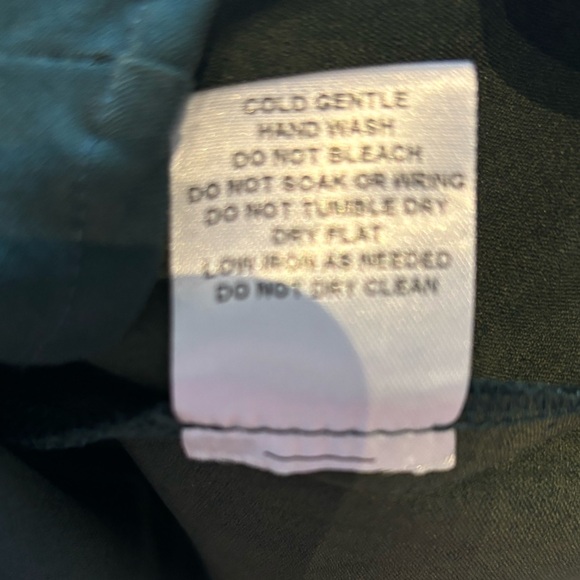 COLD GENTLE
HAND WASH
DO NOT BLEACH
DO NOT SOAK OR WRING
DO NOT TUMBLE DRY
DRY FLAT
LOW IRON AS NEEDED
DO NOT DRY CLEAN